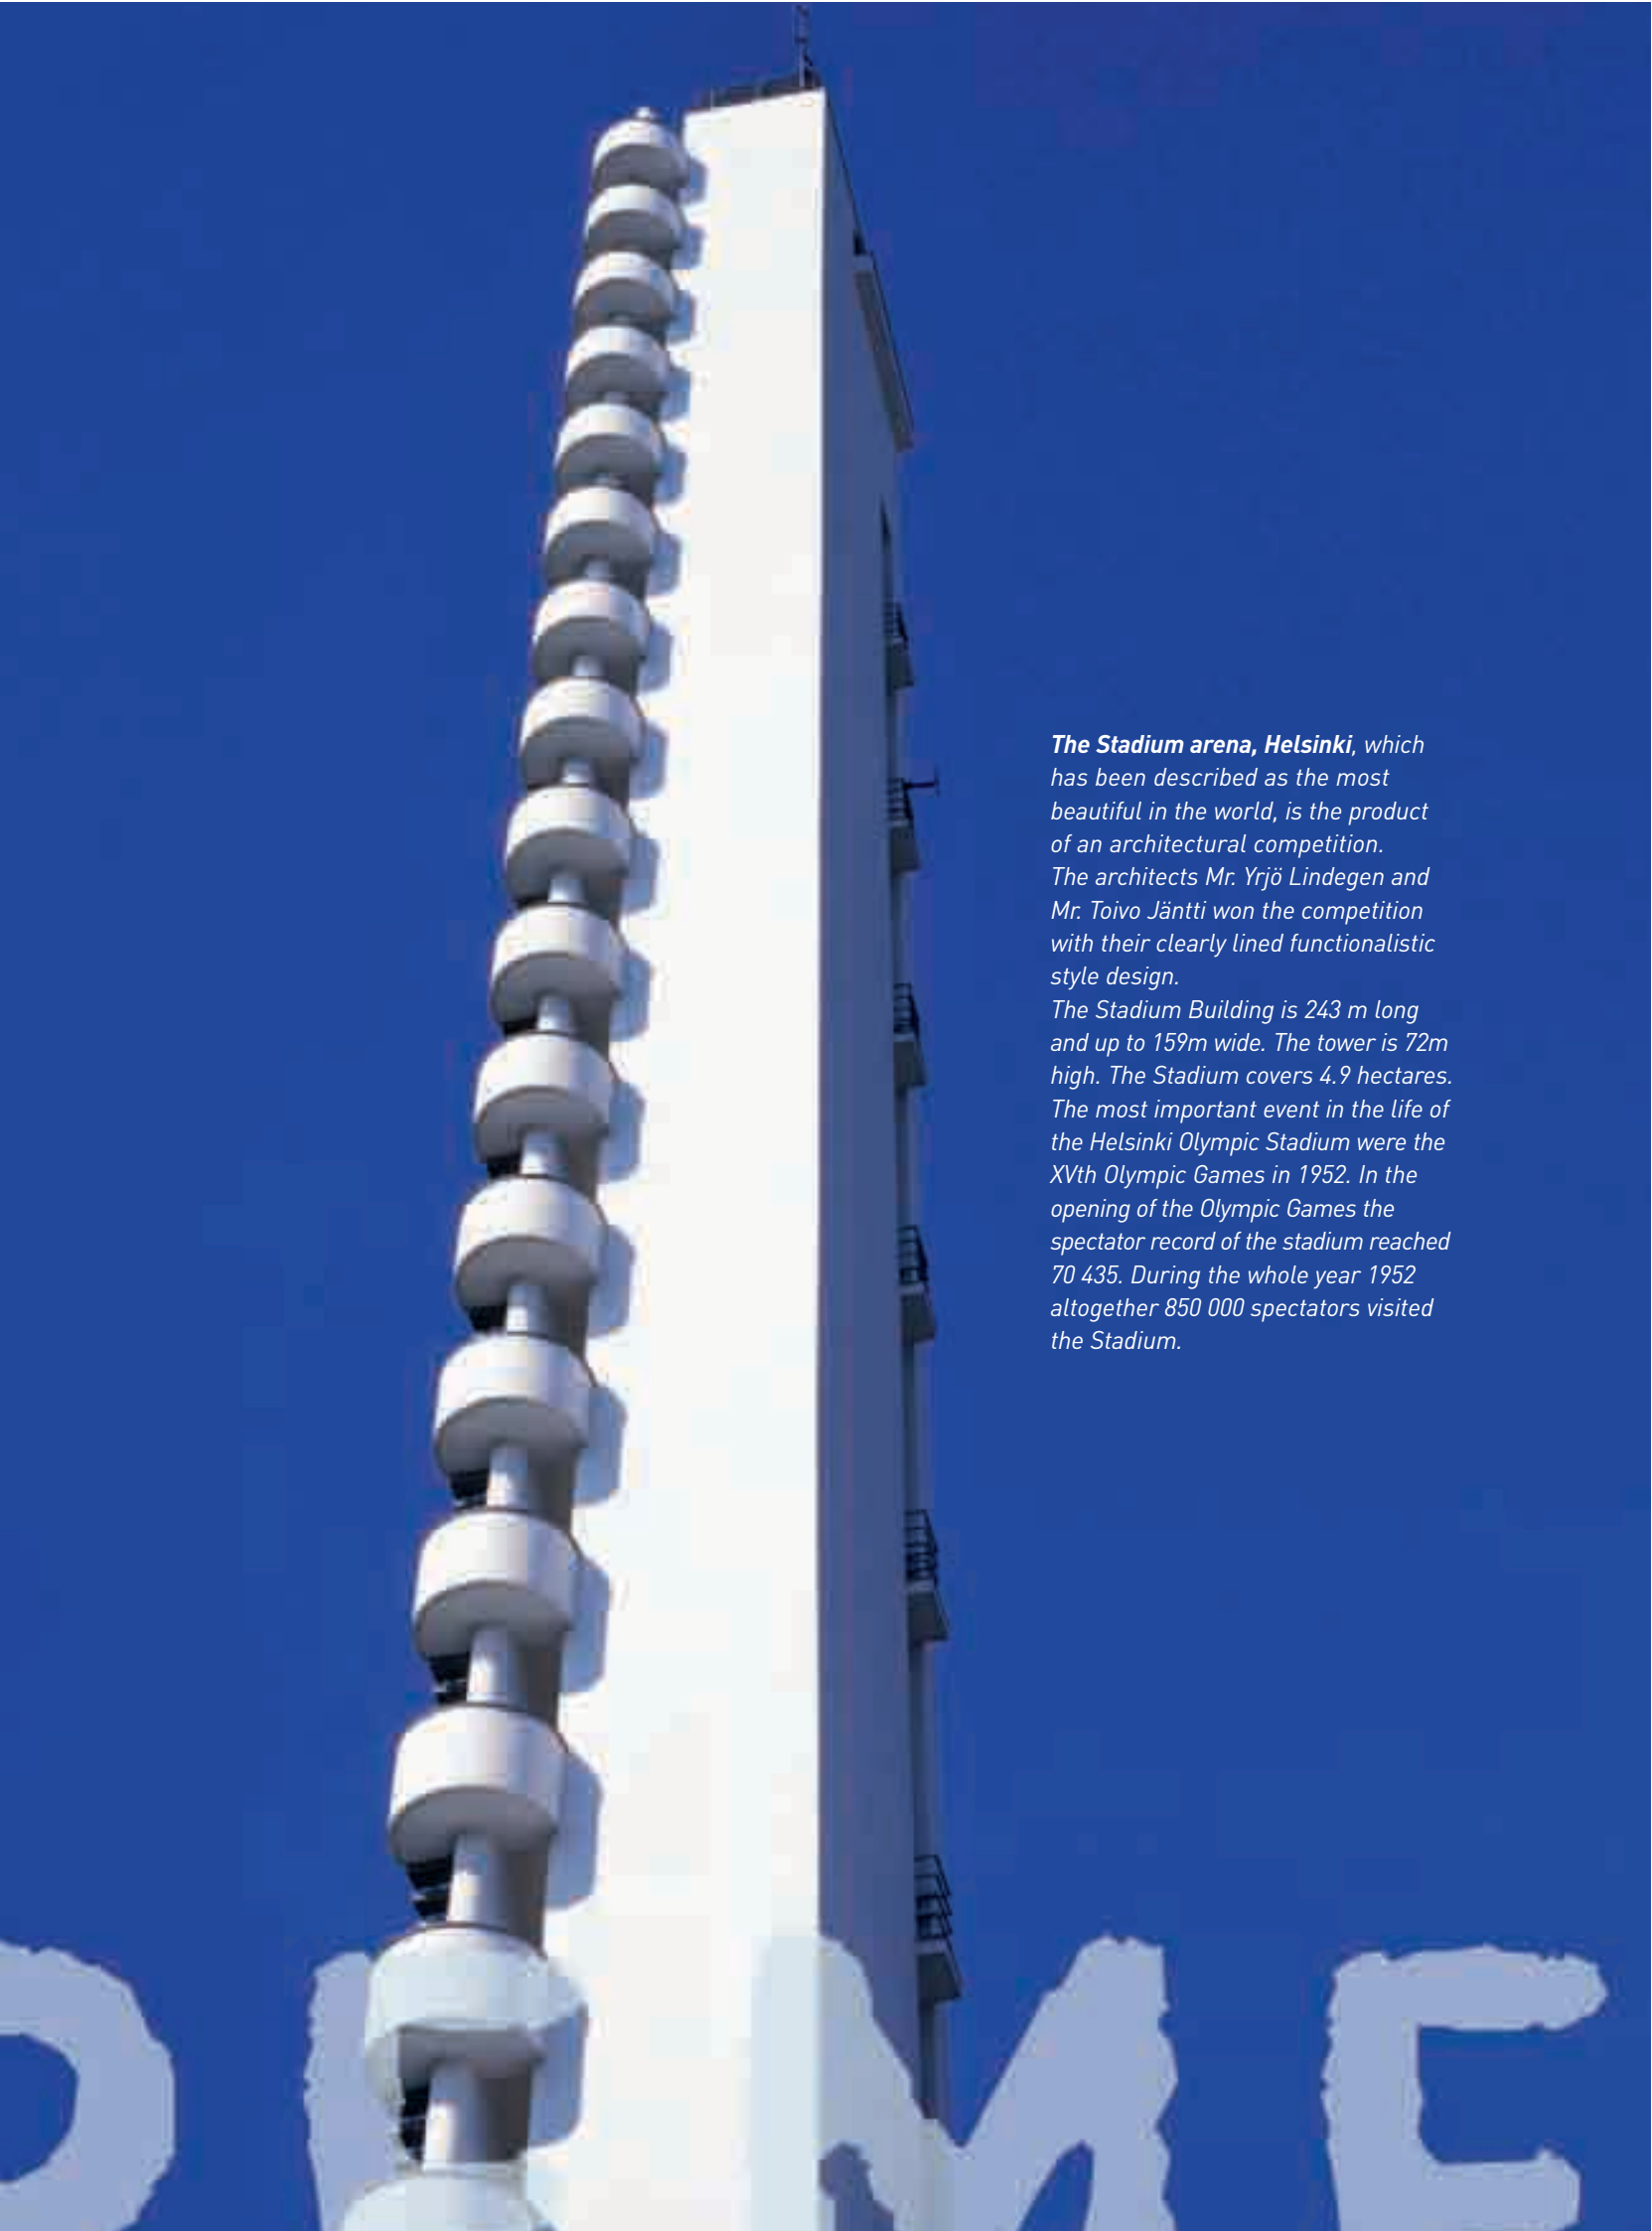 The Stadium arena, Helsinki, which
has been described as the most
beautiful in the world, is the product
of an architectural competition.
The architects Mr. Yrjö Lindegen and
Mr. Toivo Jäntti won the competition
with their clearly lined functionalistic
style design.
The Stadium Building is 243 m long
and up to 159m wide. The tower is 72m
high. The Stadium covers 4.9 hectares.
The most important event in the life of
the Helsinki Olympic Stadium were the
XVth Olympic Games in 1952. In the
opening of the Olympic Games the
spectator record of the stadium reached
70 435. During the whole year 1952
altogether 850 000 spectators visited
the Stadium.